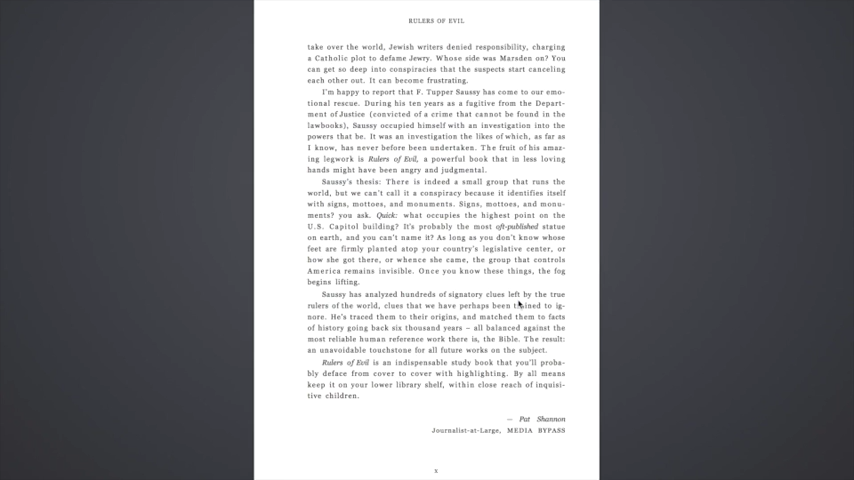 RULERS OF EVIL
take over the world, Jewish writers denied responsibility, charging
a Catholic plot to defame Jewry. Whose side was Marsden on? You
can get so deep into conspiracies that the suspects start canceling
each other out. It can become frustrating.
I'm happy to report that F. Tupper Saussy has come to our emo-
tional rescue. During his ten years as a fugitive from the Depart-
ment of Justice (convicted of a crime that cannot be found in the
lawbooks), Saussy occupied himself with an investigation into the
powers that be. It was an investigation the likes of which, as far as
I know, has never before been undertaken. The fruit of his amaz-
ing legwork is Rulers of Evil, a powerful book that in less loving
hands might have been angry and judgmental.
Saussy's thesis: There is indeed a small group that runs the
world, but we can't call it a conspiracy because it identifies itself
with signs, mottoes, and monuments. Signs, mottoes, and monu-
ments? you ask. Quick: what occupies the highest point on the
U.S. Capitol building? It's probably the most oft-published statue
on earth, and you can't name it? As long as you don't know whose
feet are firmly planted atop your country's legislative center, or
how she got there, or whence she came, the group that controls
America remains invisible. Once you know these things, the fog
begins lifting.
Saussy has analyzed hundreds of signatory clues left by the true
rulers of the world, clues that we have perhaps been trained to ig-
nore. He's traced them to their origins, and matched them to facts
of history going back six thousand years – all balanced against the
most reliable human reference work there is, the Bible. The result:
an unavoidable touchstone for all future works on the subject.
Rulers of Evil is an indispensable study book that you'll proba-
bly deface from cover to cover with highlighting. By all means
keep it on your lower library shelf, within close reach of inquisi-
tive children.
— Pat Shannon
Journalist-at-Large, MEDIA BYPASS
x